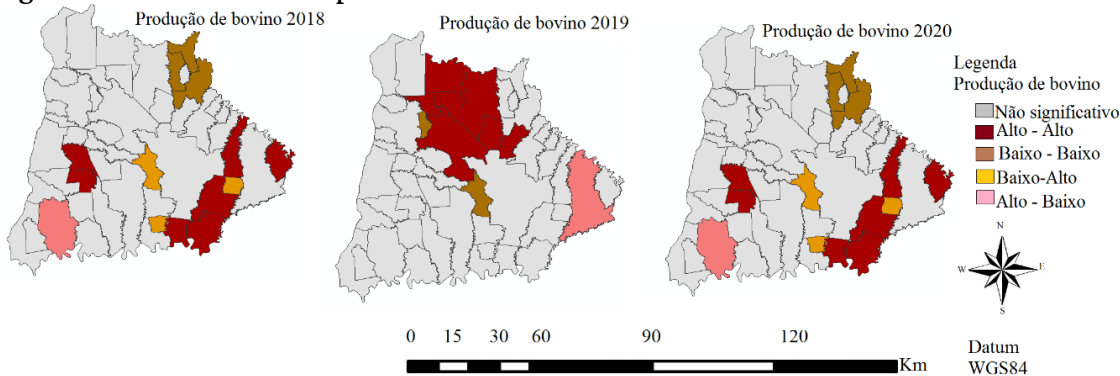 Produção de bovino 2018
Produção de bovino 2019
Produção de bovino 2020
Legenda
Produção de bovino
Não significativo
Alto - Alto
Baixo - Baixo
Baixo-Alto
Alto - Baixo
N
W
E
S
0 15 30 60 90 120
Km
Datum
WGS84